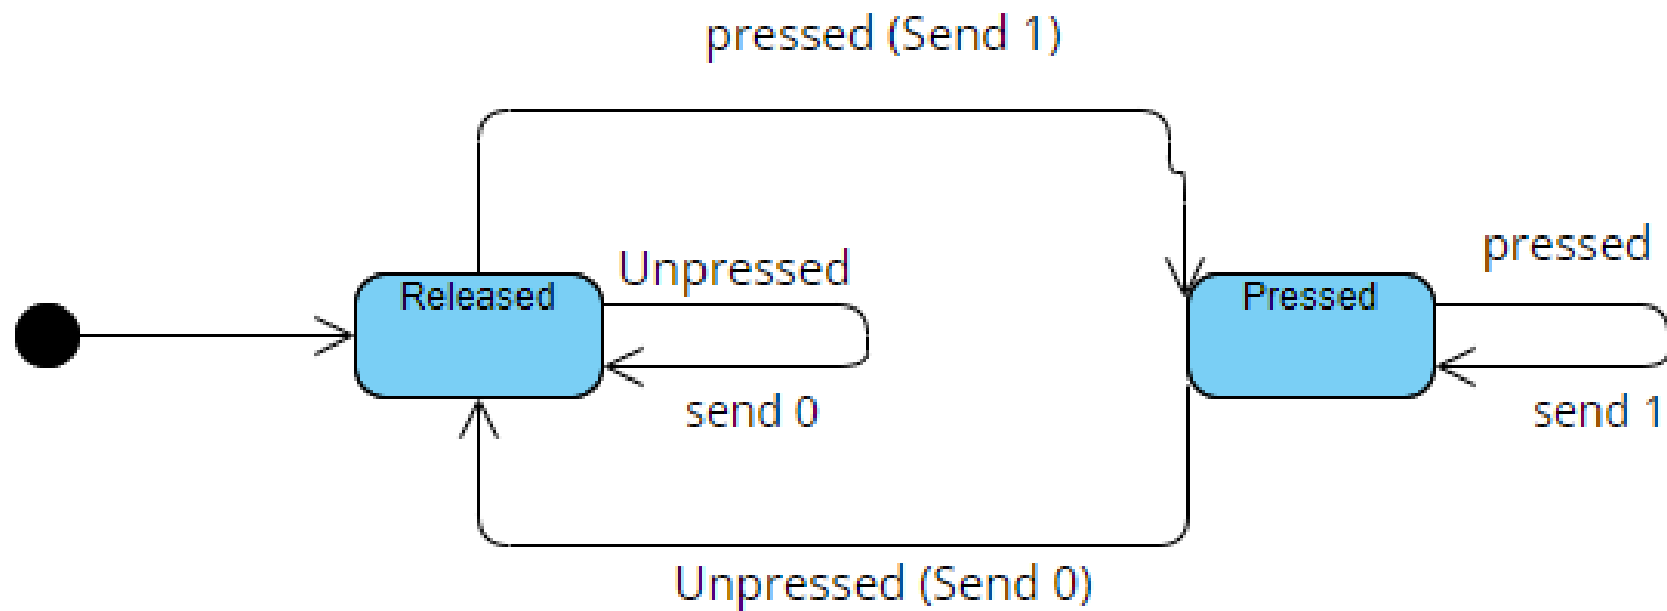 pressed (Send 1)
Unpressed
pressed
Released
Pressed
send 0
send 1
Unpressed (Send 0)